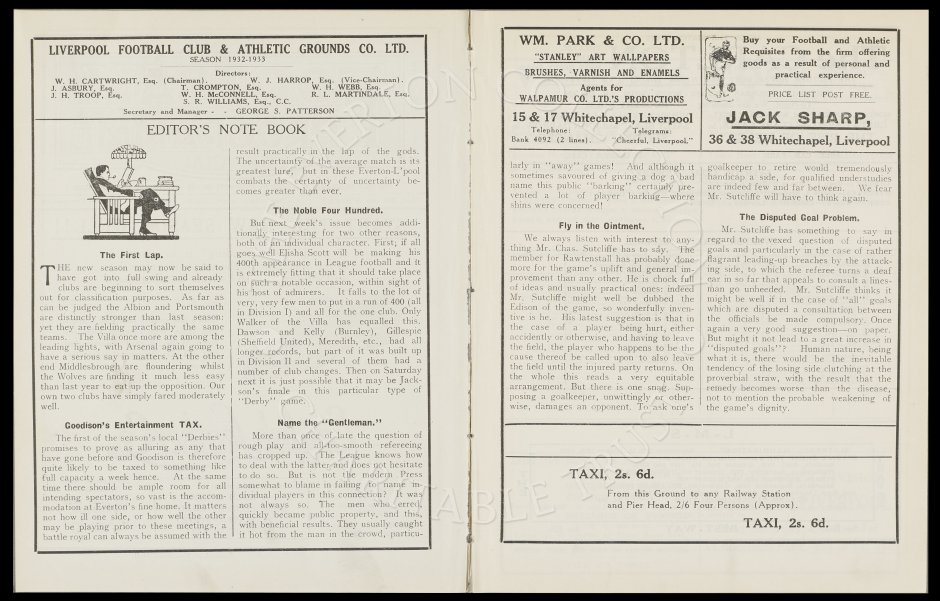 LIVERPOOL FOOTBALL CLUB & ATHLETIC GROUNDS CO. LTD.
SEASON 1932-1933
Directors:
W. H. CARTWRIGHT, Esq. (Chairman). W. J. HARROP, Esq. (Vice-Chairman).
J. ASBURY, Esq. T. CROMPTON, Esq. W. H. WEBB, Esq.
J. H. TROOP, Esq. W. H. McCONNELL, Esq. R. L. MARTINDALE, Esq.
S. R. WILLIAMS, Esq., C.C.
Secretary and Manager - - GEORGE S. PATTERSON
EDITOR'S NOTE BOOK
The First Lap.
THE new season may now be said to
have got into full swing and already
clubs are beginning to sort themselves
out for classification purposes. As far as
can be judged the Albion and Portsmouth
are distinctly stronger than last season:
yet they are fielding practically the same
teams. The Villa once more are among the
leading lights, with Arsenal again going to
have a serious say in matters. At the other
end Middlesbrough are floundering whilst
the Wolves are finding it much less easy
than last year to eat up the opposition. Our
own two clubs have simply fared moderately
well.
Goodison's Entertainment TAX.
The first of the season's local "Derbies"
promises to prove as alluring as any that
have gone before and Goodison is therefore
quite likely to be taxed to something like
full capacity a week hence. At the same
time there should be ample room for all
intending spectators, so vast is the accom-
modation at Everton's fine home. It matters
not how ill one side, or how well the other
may be playing prior to these meetings, a
battle royal can always be assumed with the
result practically in the lap of the gods.
The uncertainty of the average match is its
greatest lure, but in these Everton-L'pool
combats the certainty of uncertainty be-
comes greater than ever.
The Noble Four Hundred.
But next week's issue becomes addi-
tionally interesting for two other reasons,
both of an individual character. First; if all
goes well Elisha Scott will be making his
400th appearance in League football and it
is extremely fitting that it should take place
on such a notable occasion, within sight of
his host of admirers. It falls to the lot of
very, very few men to put in a run of 400 (all
in Division I) and all for the one club. Only
Walker of the Villa has equalled this.
Dawson and Kelly (Burnley), Gillespie
(Sheffield United), Meredith, etc., had all
longer records, but part of it was built up
in Division II and several of them had a
number of club changes. Then on Saturday
next it is just possible that it may be Jack-
son's finale in this particular type of
"Derby" game.
Name the "Gentleman."
More than once of late the question of
rough play and all-too-smooth refereeing
has cropped up. The League knows how
to deal with the latter and does not hesitate
to do so. But is not the modern Press
somewhat to blame in failing to name in-
dividual players in this connection? It was
not always so. The men who erred,
quickly became public property, and this,
with beneficial results. They usually caught
it hot from the man in the crowd, particu-
WM. PARK & CO. LTD.
"STANLEY" ART WALLPAPERS
BRUSHES, VARNISH AND ENAMELS
Agents for
WALPAMUR CO. LTD.'S PRODUCTIONS
15 & 17 Whitechapel, Liverpool
Telephone: Telegrams:
Bank 4092 (2 lines). "Cheerful, Liverpool."
Buy your Football and Athletic
Requisites from the firm offering
goods as a result of personal and
practical experience.
PRICE LIST POST FREE.
JACK SHARP,
36 & 38 Whitechapel, Liverpool
larly in "away" games! And although it
sometimes savoured of giving a dog a bad
name this public "barking" certainly pre-
vented a lot of player barking—where
shins were concerned!
Fly in the Ointment.
We always listen with interest to any-
thing Mr. Chas. Sutcliffe has to say. The
member for Rawtenstall has probably done
more for the game's uplift and general im-
provement than any other. He is chock full
of ideas and usually practical ones; indeed
Mr. Sutcliffe might well be dubbed the
Edison of the game, so wonderfully inven-
tive is he. His latest suggestion is that in
the case of a player being hurt, either
accidently or otherwise, and having to leave
the field, the player who happens to be the
cause thereof be called upon to also leave
the field until the injured party returns. On
the whole this reads a very equitable
arrangement. But there is one snag. Sup-
posing a goalkeeper, unwittingly or other-
wise, damages an opponent. To ask one's
goalkeeper to retire would tremendously
handicap a side, for qualified understudies
are indeed few and far between. We fear
Mr. Sutcliffe will have to think again.
The Disputed Goal Problem.
Mr. Sutcliffe has something to say in
regard to the vexed question of disputed
goals and particularly in the case of rather
flagrant leading-up breaches by the attack-
ing side, to which the referee turns a deaf
ear in so far that appeals to consult a lines-
man go unheeded. Mr. Sutcliffe thinks it
might be well if in the case of "all" goals
which are disputed a consultation between
the officials be made compulsory. Once
again a very good suggestion—on paper.
But might it not lead to a great increase in
"disputed goals"? Human nature, being
what it is, there would be the inevitable
tendency of the losing side clutching at the
proverbial straw, with the result that the
remedy becomes worse than the disease,
not to mention the probable weakening of
the game's dignity.
TAXI, 2s. 6d.
From this Ground to any Railway Station
and Pier Head, 2/6 Four Persons (Approx).
TAXI, 2s. 6d.